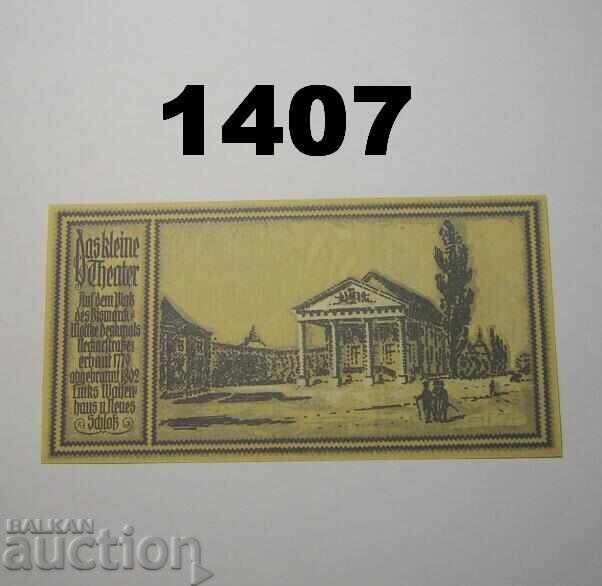 1407
Das kleine
Theater
Auf dem Platz
des Bismarck=
Moltke denkmals
Neckarstraße:
erbaut 1778
abgebrannt 1802
Links Waisen
haus u. Neues
Schloß
BALKAN
auction